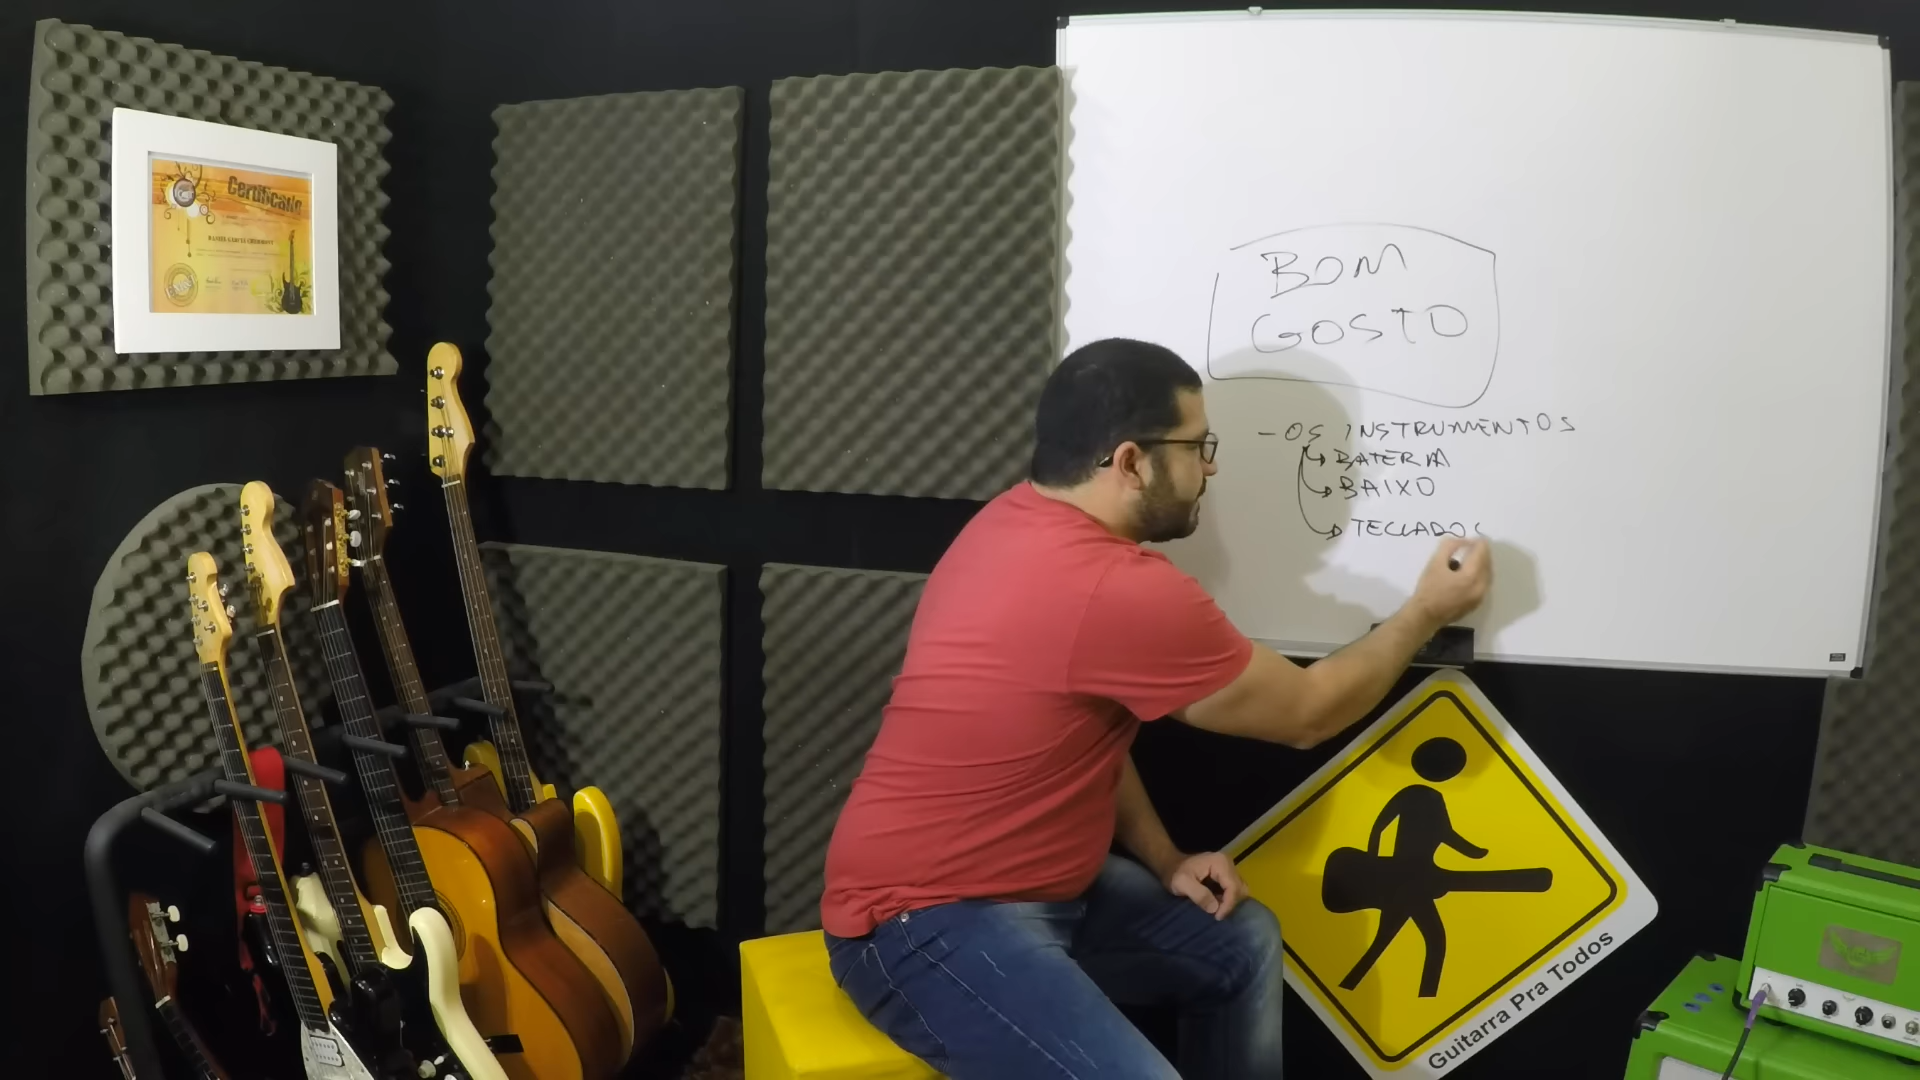 Certificate
BOM
GOSTO
- OS INSTRUMENTOS
BATERIA
BAIXO
TECLADOS
Guitarra Pra Todos